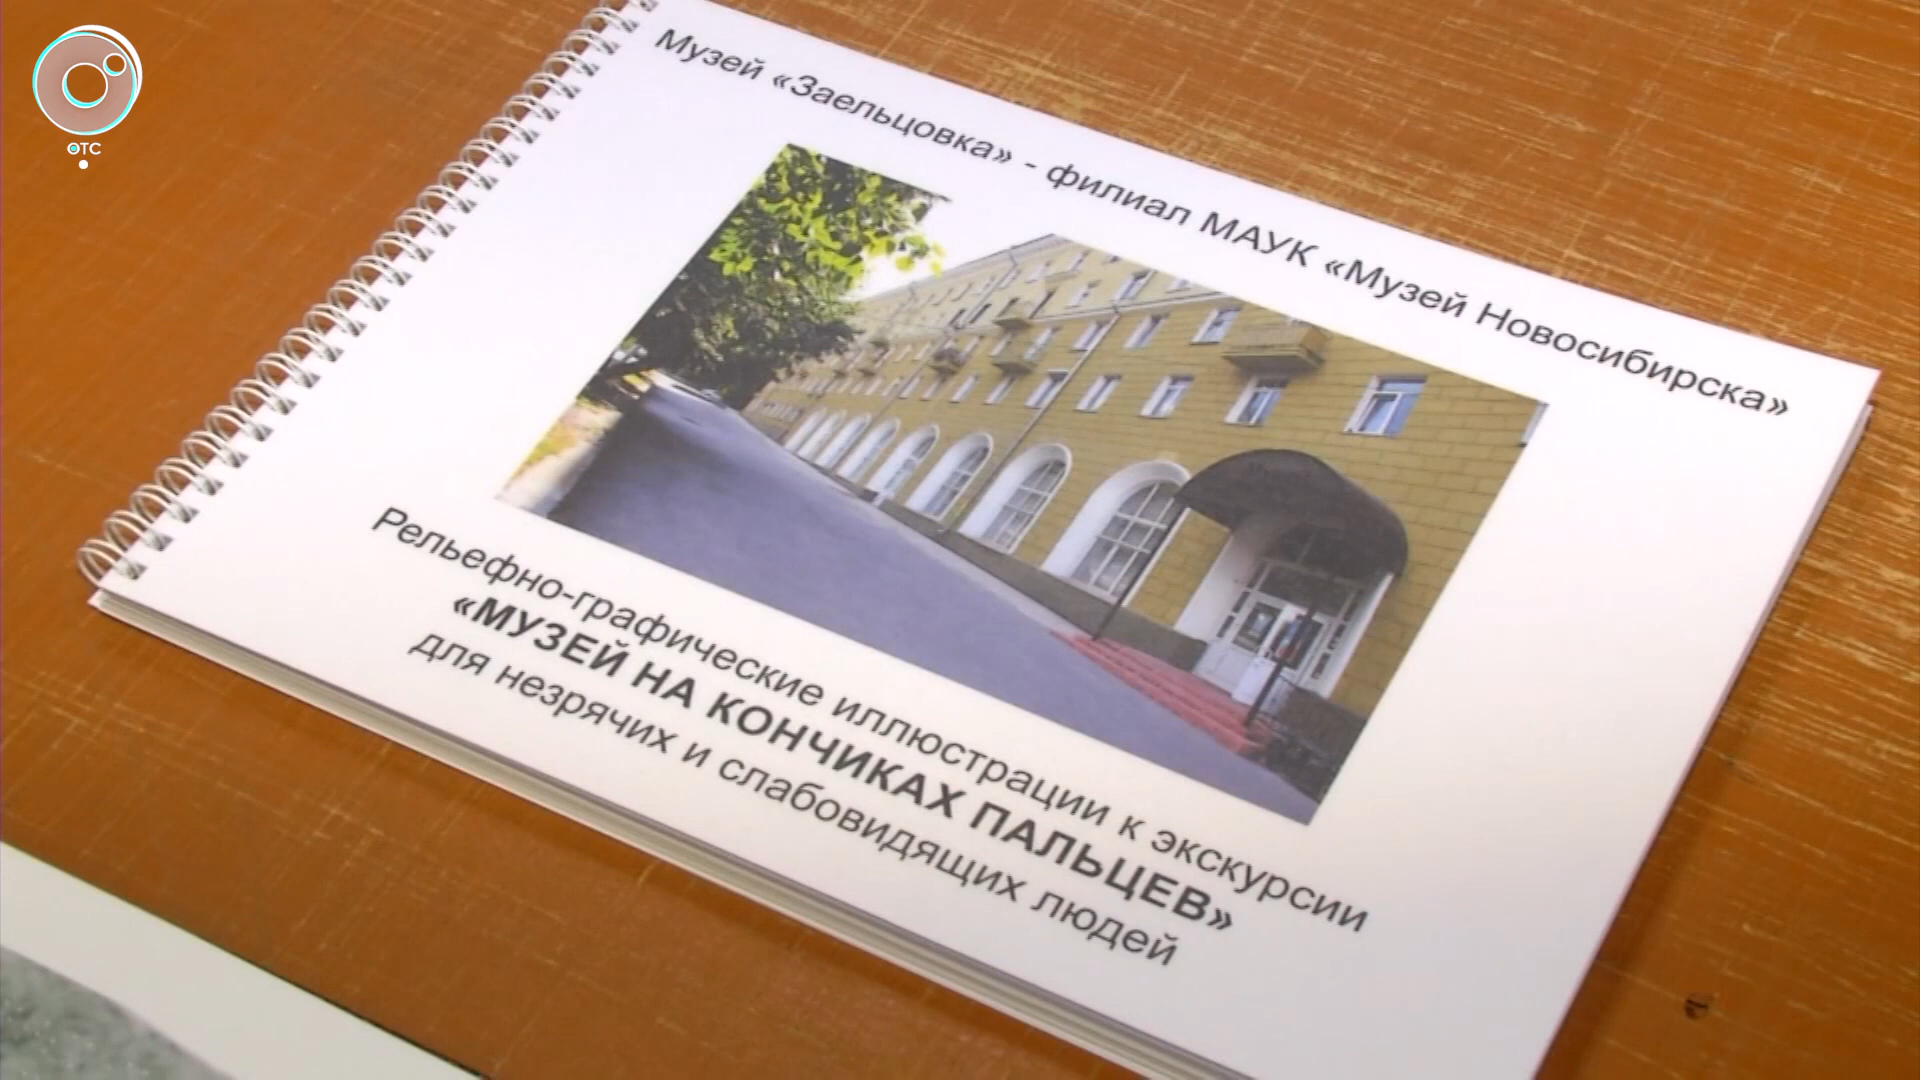 ОТС
Музей «Заельцовка» - филиал МАУК «Музей Новосибирска»
Рельефно-графические иллюстрации к экскурсии
«МУЗЕЙ НА КОНЧИКАХ ПАЛЬЦЕВ»
для незрячих и слабовидящих людей